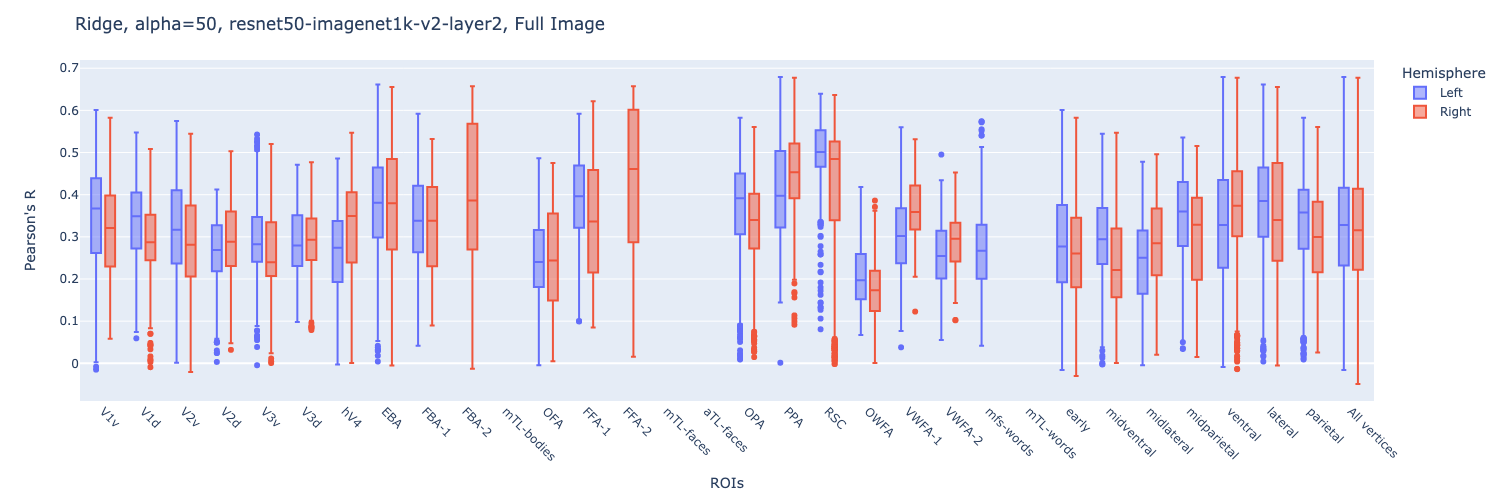 Ridge, alpha=50, resnet50-imagenet1k-v2-layer2, Full Image
Hemisphere
Left
Right
Pearson's R
0.7
0.6
0.5
0.4
0.3
0.2
0.1
0
V1v
V1d
V2v
V2d
V3v
V3d
hV4
EBA
FBA-1
FBA-2
mTL-bodies
OFA
FFA-1
FFA-2
mTL-faces
aTL-faces
OPA
PPA
RSC
OWFA
VWFA-1
VWFA-2
mfs-words
mTL-words
early
midventral
midlateral
midparietal
ventral
lateral
parietal
All vertices
ROIs